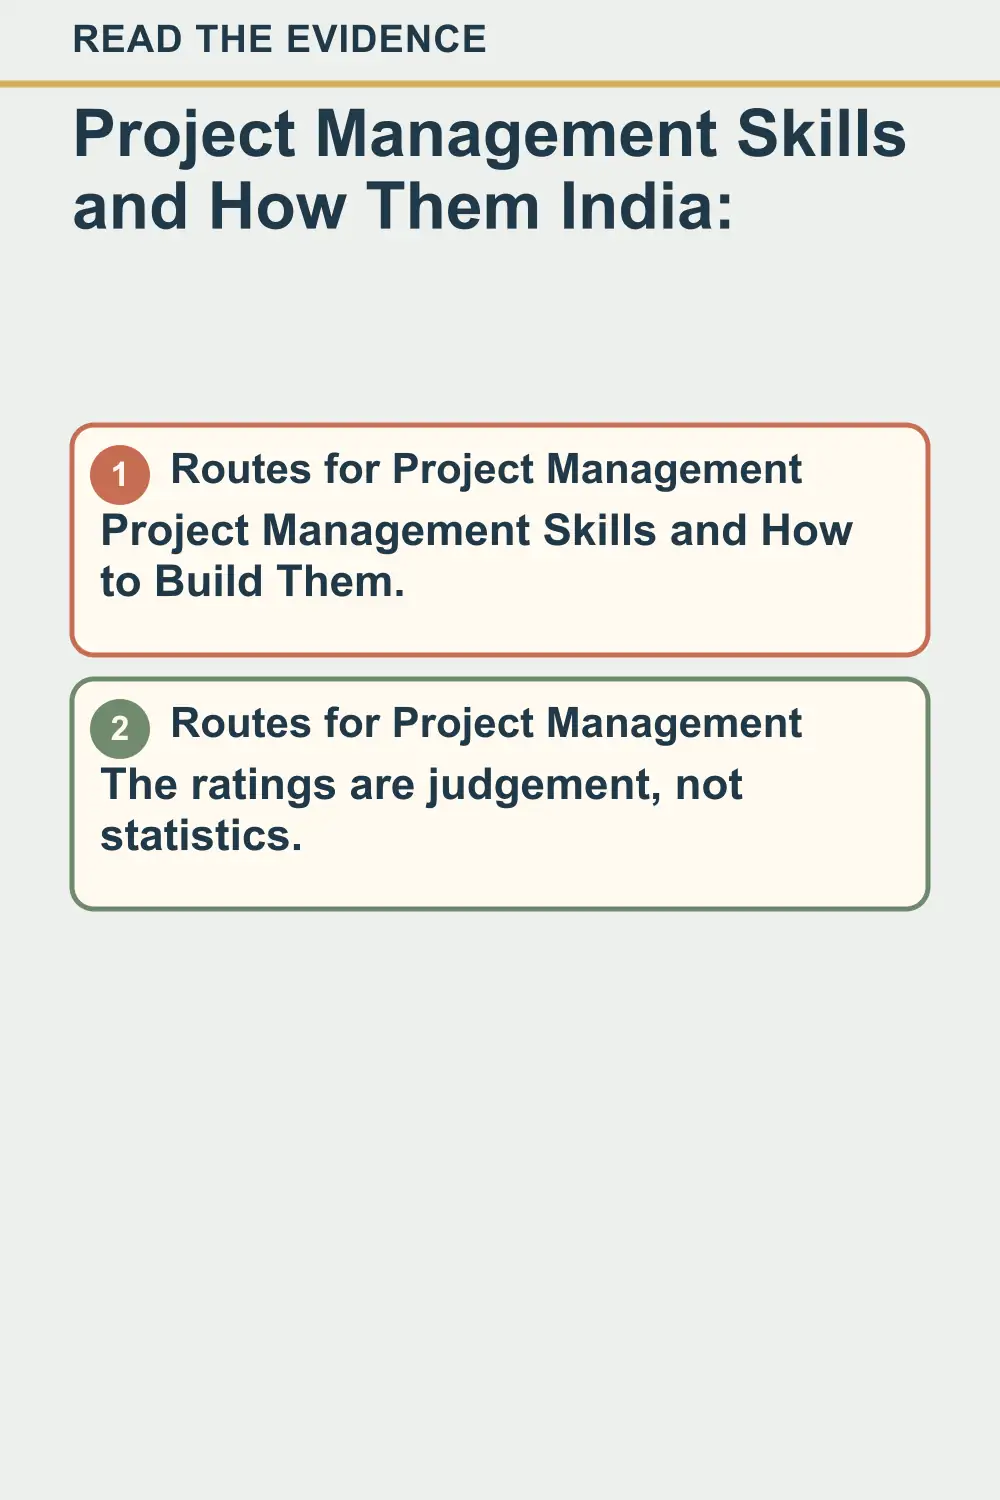 READ THE EVIDENCE
Project Management Skills
and How Them India:
1 Routes for Project Management
Project Management Skills and How
to Build Them.
2 Routes for Project Management
The ratings are judgement, not
statistics.